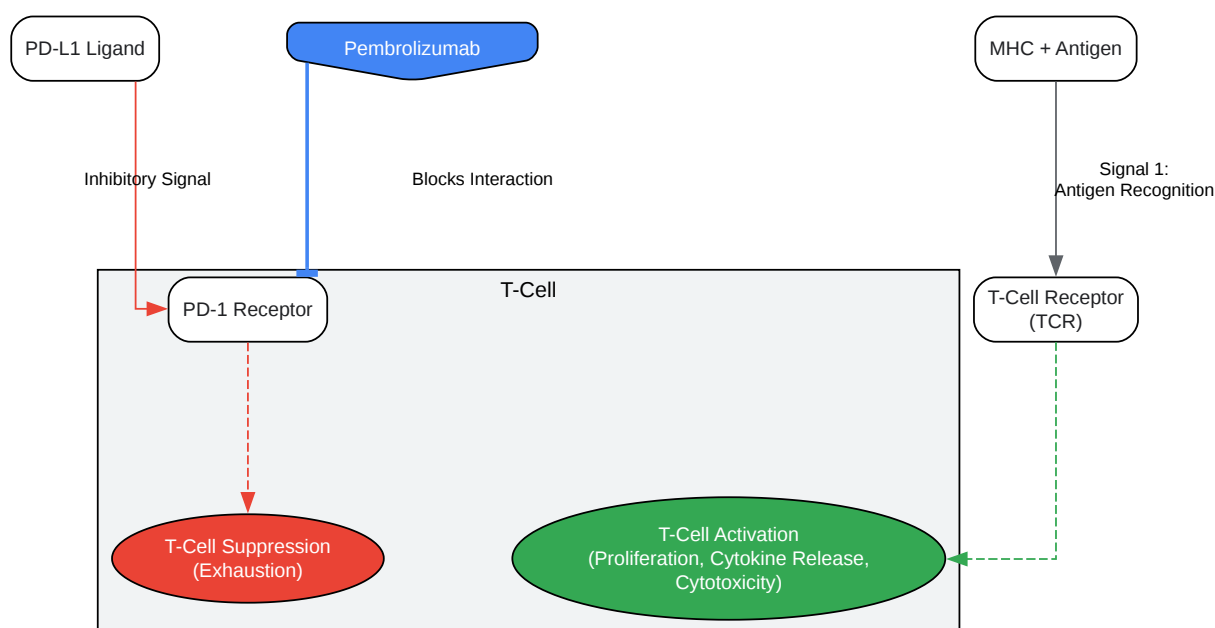 PD-L1 Ligand
Pembrolizumab
MHC + Antigen
Inhibitory Signal
Blocks Interaction
Signal 1:
Antigen Recognition
T-Cell
PD-1 Receptor
T-Cell Receptor
(TCR)
T-Cell Suppression
(Exhaustion)
T-Cell Activation
(Proliferation, Cytokine Release,
Cytotoxicity)